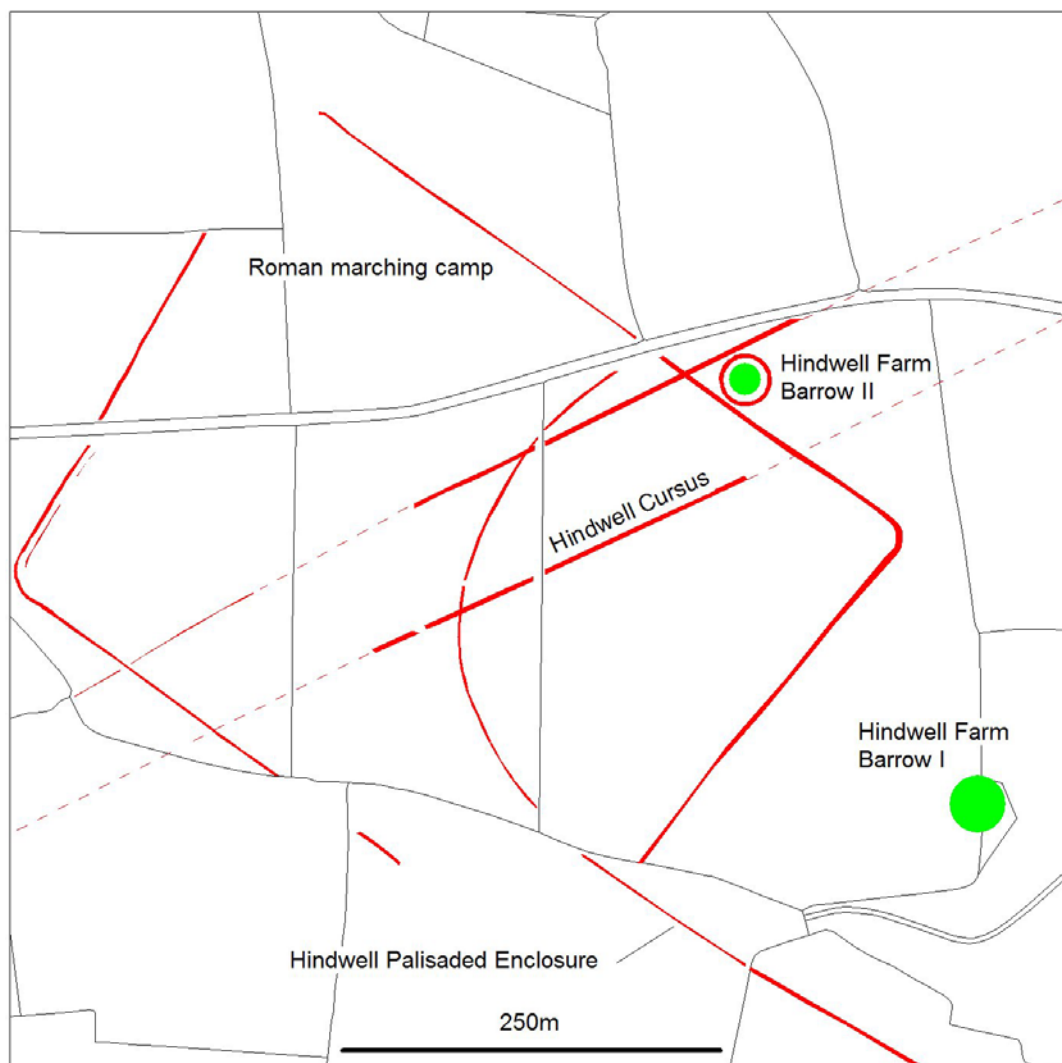 Roman marching camp
Hindwell Farm
Barrow II
Hindwell Cursus
Hindwell Farm
Barrow I
Hindwell Palisaded Enclosure
250m